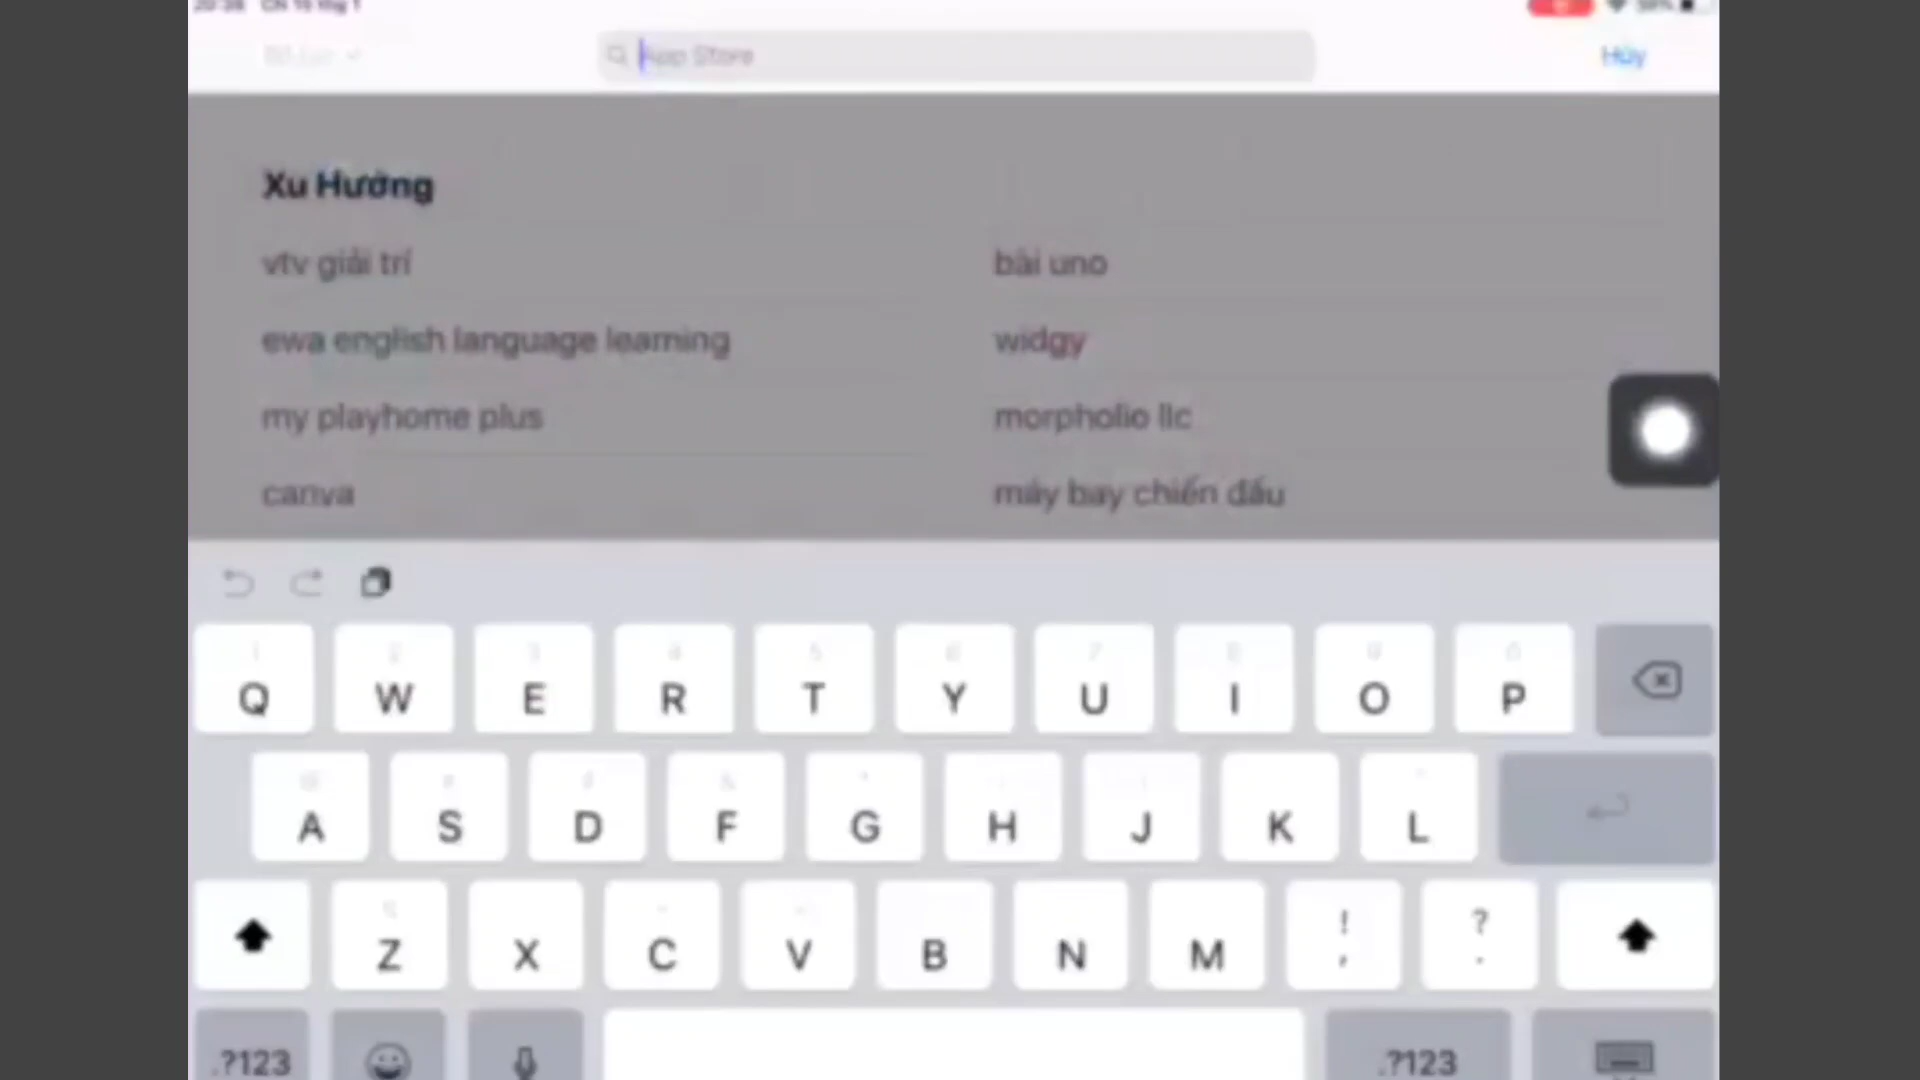 App Store
Hủy
Xu Hướng
vtv giải trí
bài uno
ewa english language learning
widgy
my playhome plus
morpholio llc
canva
máy bay chiến đấu
Q W E R T Y U I O P
A S D F G H J K L
Z X C V B N M ! , ? .
.?123 .?123